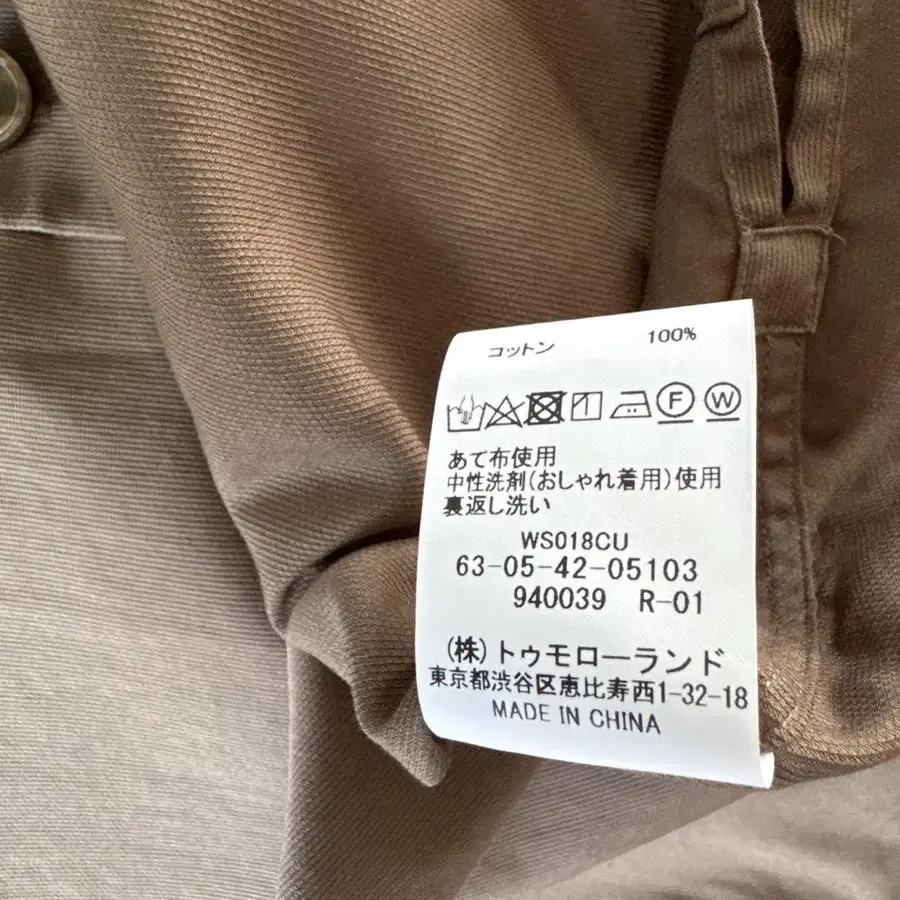 コットン 100%
F W
あて布使用
中性洗剤(おしゃれ着用)使用
裏返し洗い
WS018CU
63-05-42-05103
940039 R-01
(株)トゥモローランド
東京都渋谷区恵比寿西1-32-18
MADE IN CHINA